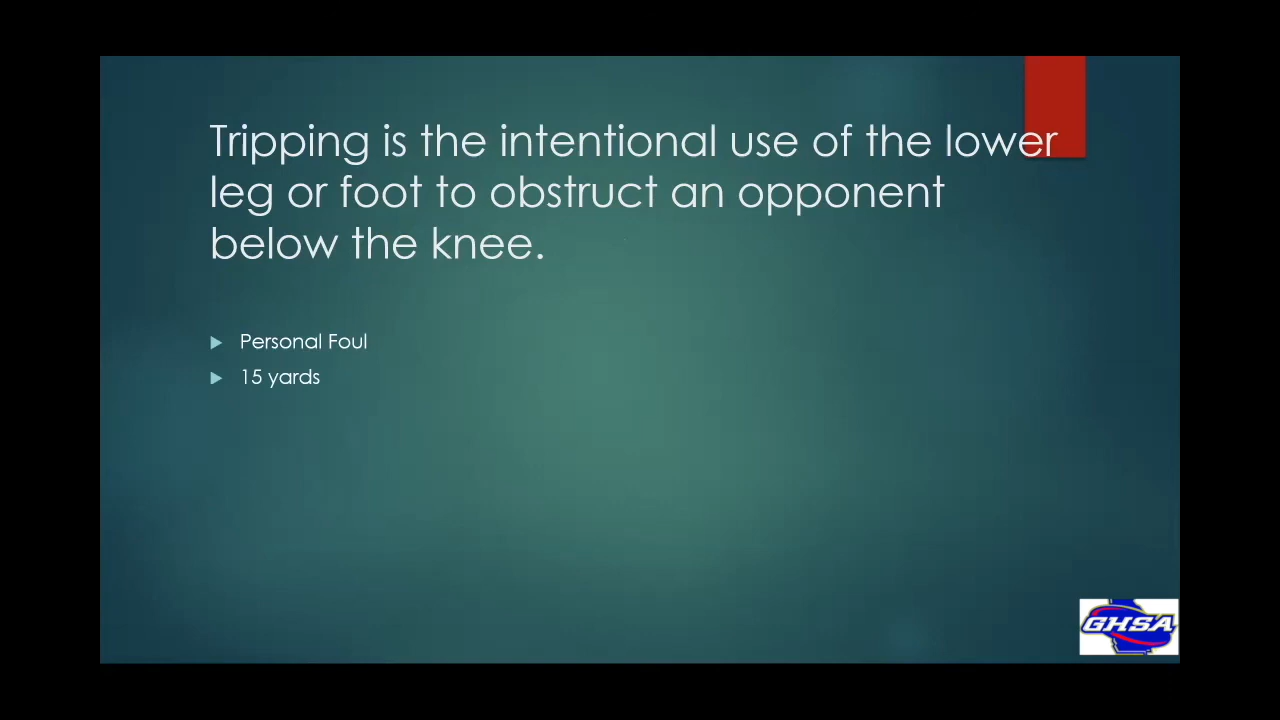 Tripping is the intentional use of the lower
leg or foot to obstruct an opponent
below the knee.
Personal Foul
15 yards
GHSA